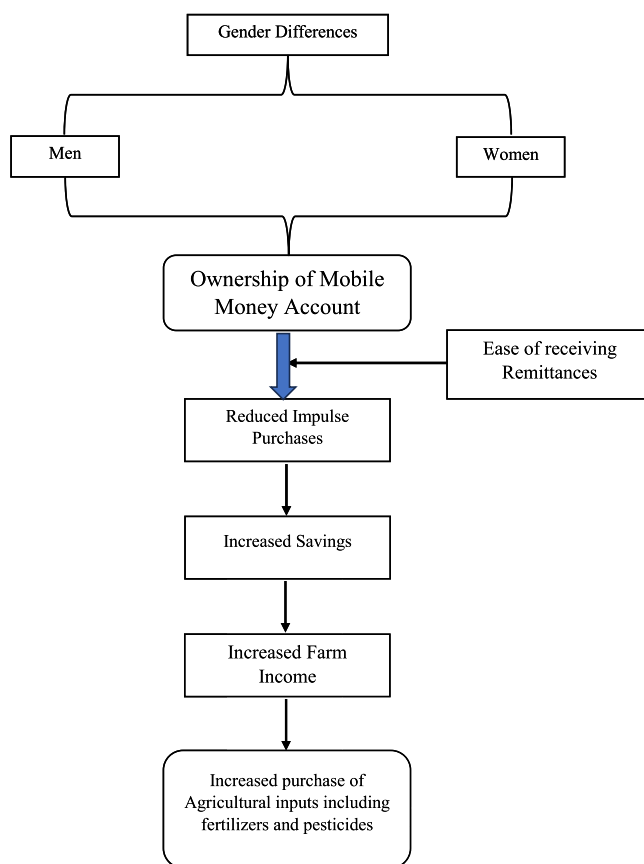 Gender Differences
Men
Women
Ownership of Mobile
Money Account
Ease of receiving
Remittances
Reduced Impulse
Purchases
Increased Savings
Increased Farm
Income
Increased purchase of
Agricultural inputs including
fertilizers and pesticides